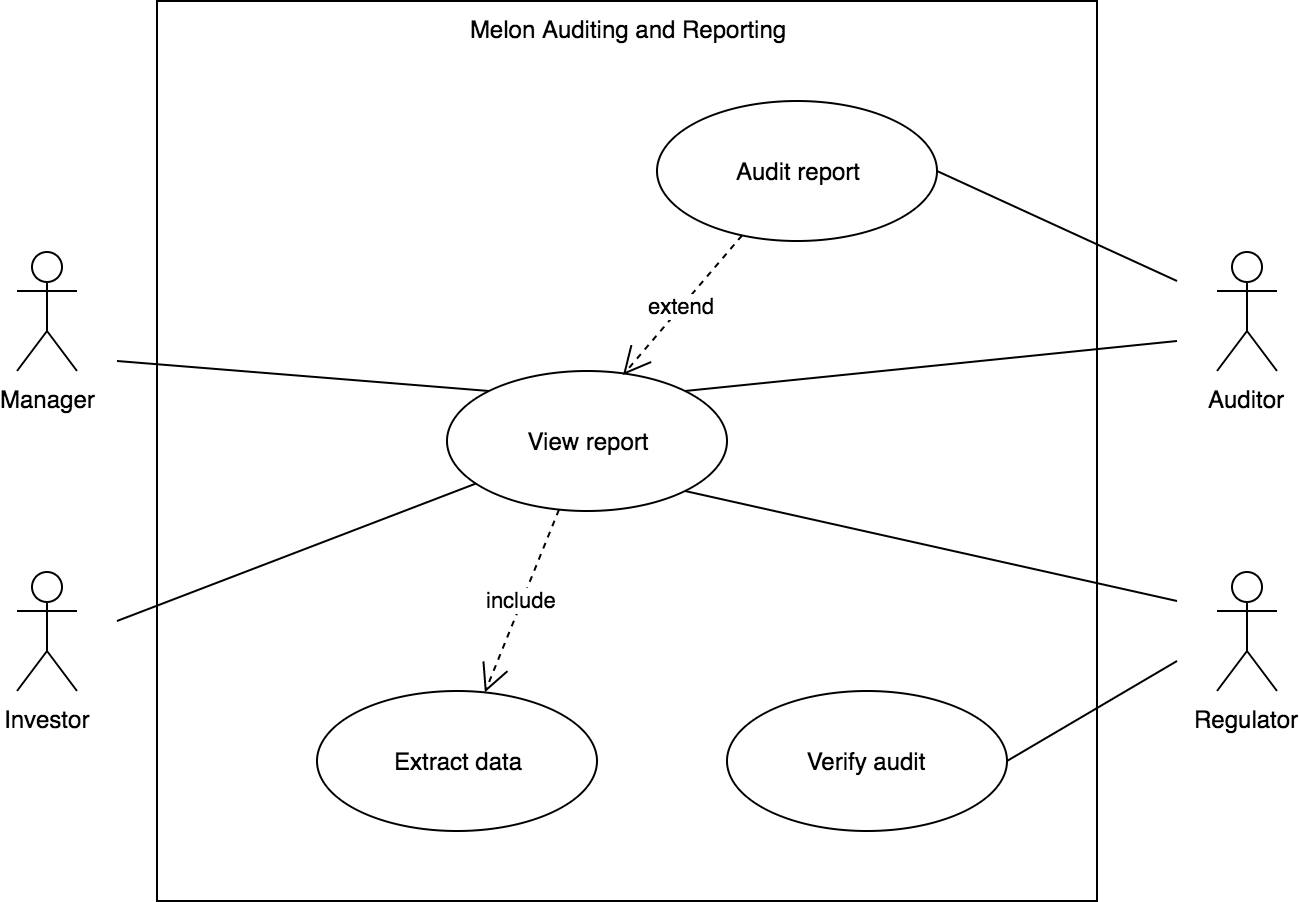 Melon Auditing and Reporting
Audit report
extend
Manager
Auditor
View report
include
Investor
Regulator
Extract data
Verify audit